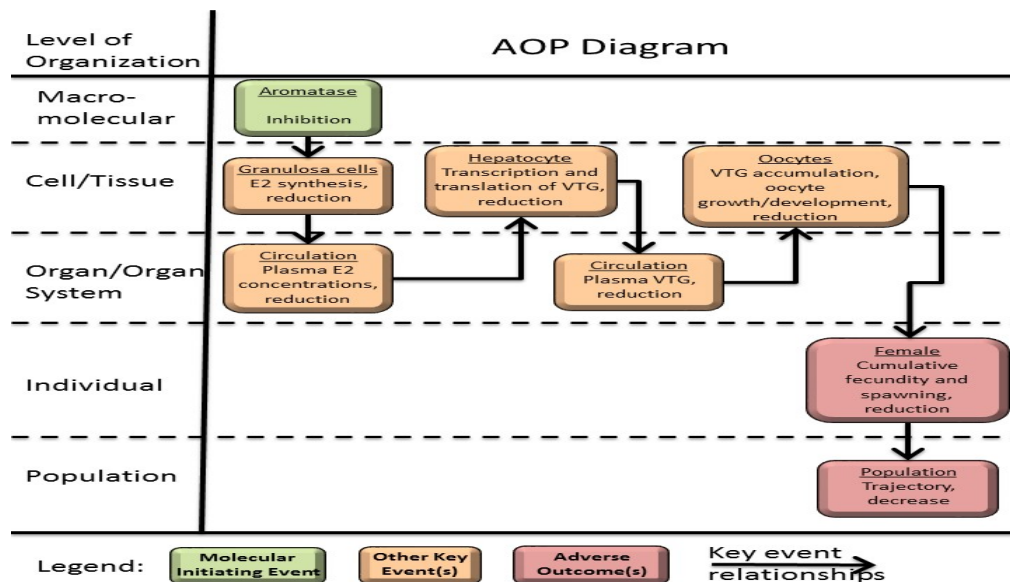 Level of
Organization
AOP Diagram
Macro-
molecular
Aromatase
Inhibition
Cell/Tissue
Granulosa cells
E2 synthesis,
reduction
Hepatocyte
Transcription and
translation of VTG,
reduction
Oocytes
VTG accumulation,
oocyte
growth/development,
reduction
Organ/Organ
System
Circulation
Plasma E2
concentrations,
reduction
Circulation
Plasma VTG,
reduction
Individual
Female
Cumulative
fecundity and
spawning,
reduction
Population
Population
Trajectory,
decrease
Legend:
Molecular
Initiating Event
Other Key
Event(s)
Adverse
Outcome(s)
Key event
relationships